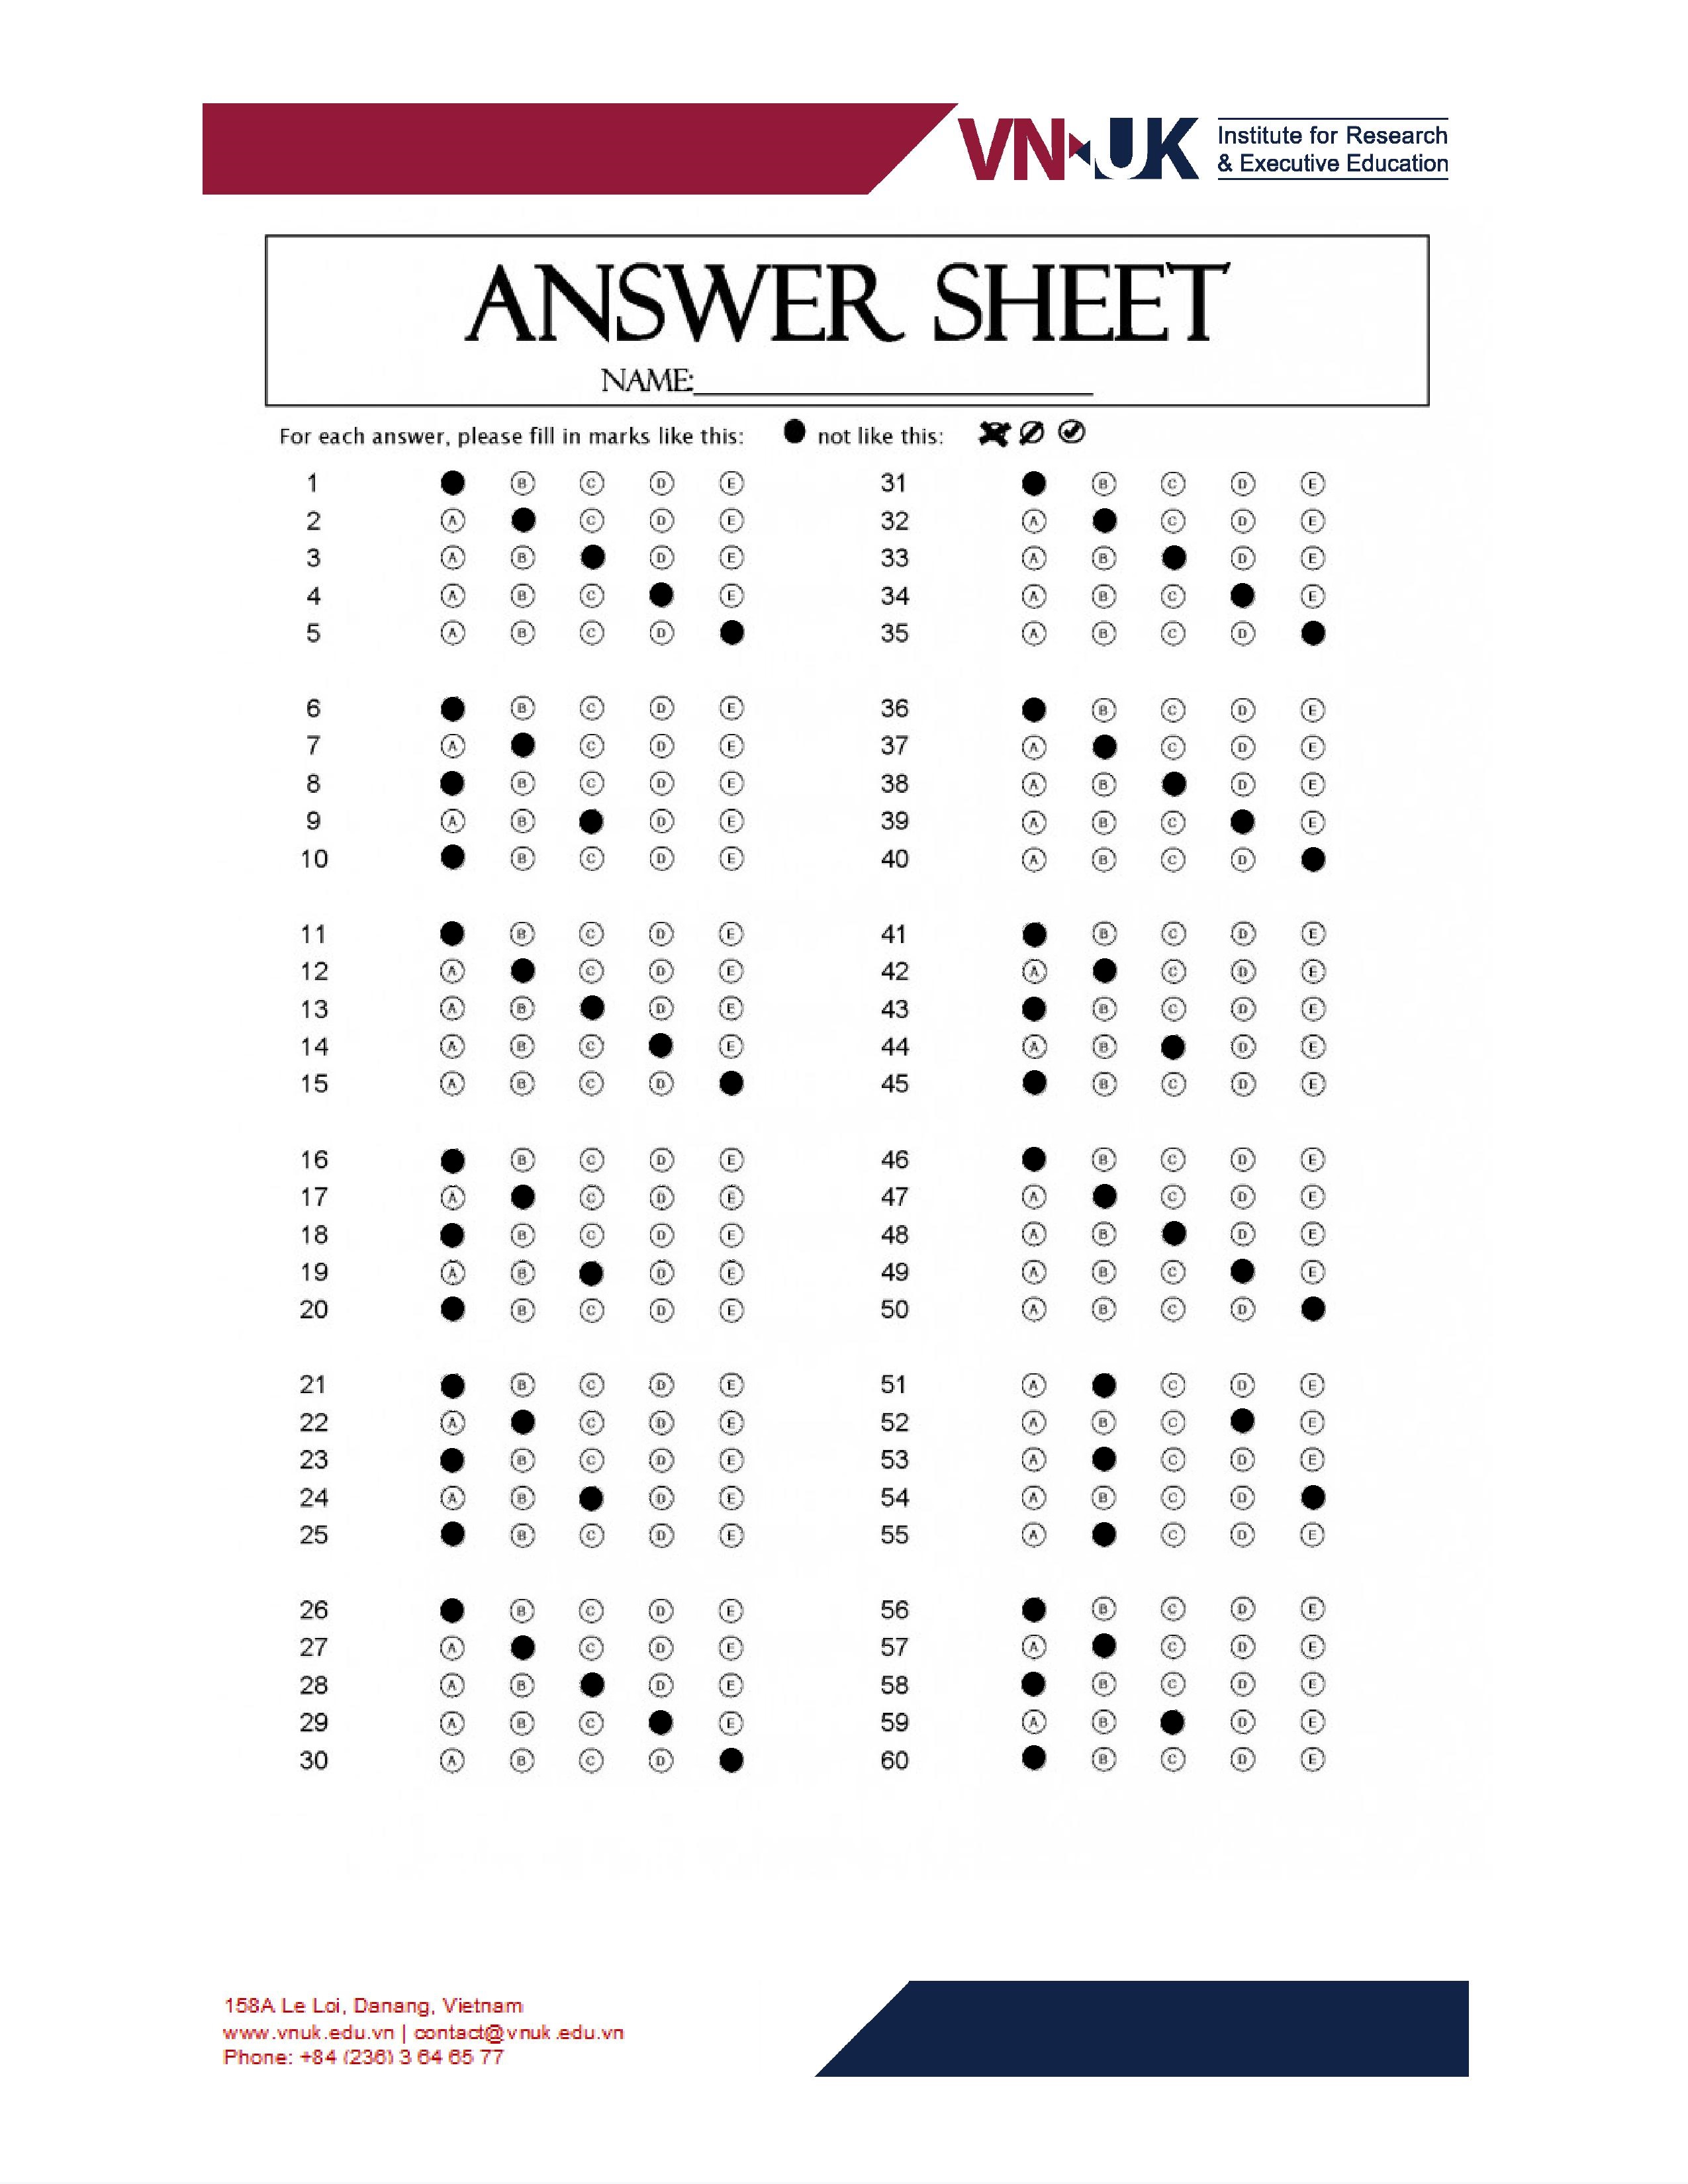 VN UK Institute for Research
& Executive Education
ANSWER SHEET
NAME:
For each answer, please fill in marks like this: not like this:
1 B C D E 31 B C D E
2 A C D E 32 A C D E
3 A B D E 33 A B D E
4 A B C E 34 A B C E
5 A B C D 35 A B C D
6 B C D E 36 B C D E
7 A C D E 37 A C D E
8 B C D E 38 A B D E
9 A B D E 39 A B C E
10 B C D E 40 A B C D
11 B C D E 41 B C D E
12 A C D E 42 A C D E
13 A B D E 43 B C D E
14 A B C E 44 A B D E
15 A B C D 45 B C D E
16 B C D E 46 B C D E
17 A C D E 47 A C D E
18 B C D E 48 A B D E
19 A B D E 49 A B C E
20 B C D E 50 A B C D
21 B C D E 51 A C D E
22 A C D E 52 A B C E
23 B C D E 53 A C D E
24 A B D E 54 A B C D
25 B C D E 55 A C D E
26 B C D E 56 B C D E
27 A C D E 57 A C D E
28 A B D E 58 B C D E
29 A B C E 59 A B D E
30 A B C D 60 B C D E
158A Le Loi, Danang, Vietnam
www.vnuk.edu.vn | contact@vnuk.edu.vn
Phone: +84 (236) 3 64 65 77